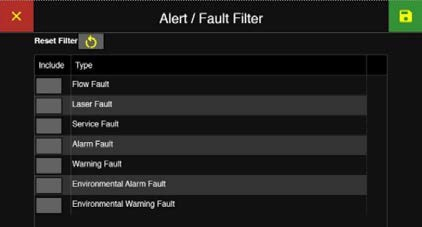 Alert / Fault Filter
Reset Filter
Include Type
Flow Fault
Laser Fault
Service Fault
Alarm Fault
Warning Fault
Environmental Alarm Fault
Environmental Warning Fault